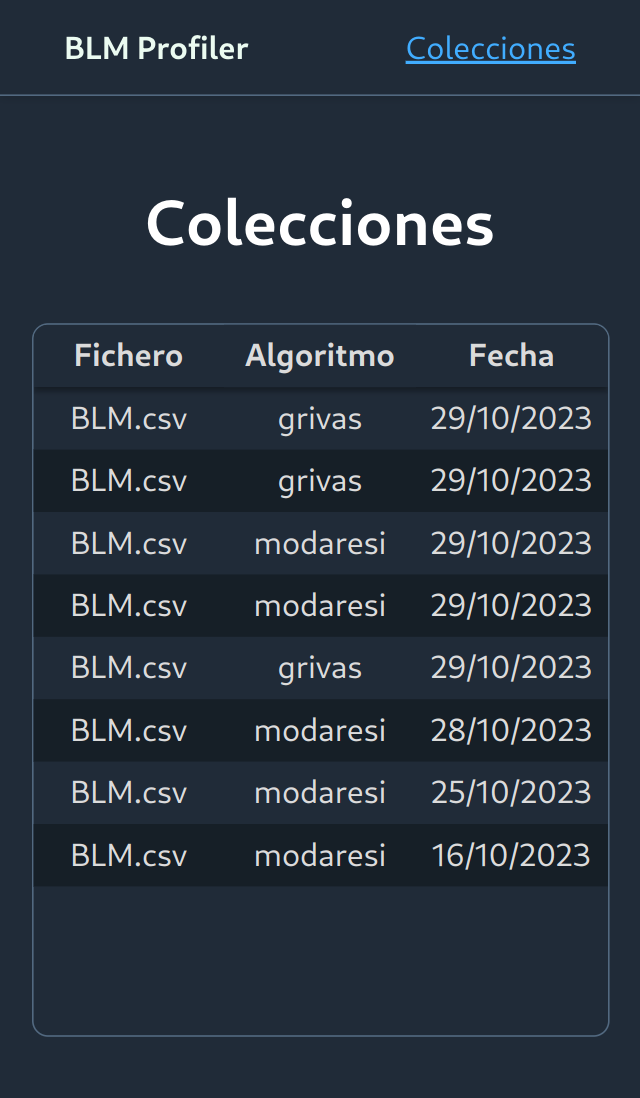 BLM Profiler Colecciones
Colecciones
Fichero Algoritmo Fecha
BLM.csv grivas 29/10/2023
BLM.csv grivas 29/10/2023
BLM.csv modaresi 29/10/2023
BLM.csv modaresi 29/10/2023
BLM.csv grivas 29/10/2023
BLM.csv modaresi 28/10/2023
BLM.csv modaresi 25/10/2023
BLM.csv modaresi 16/10/2023